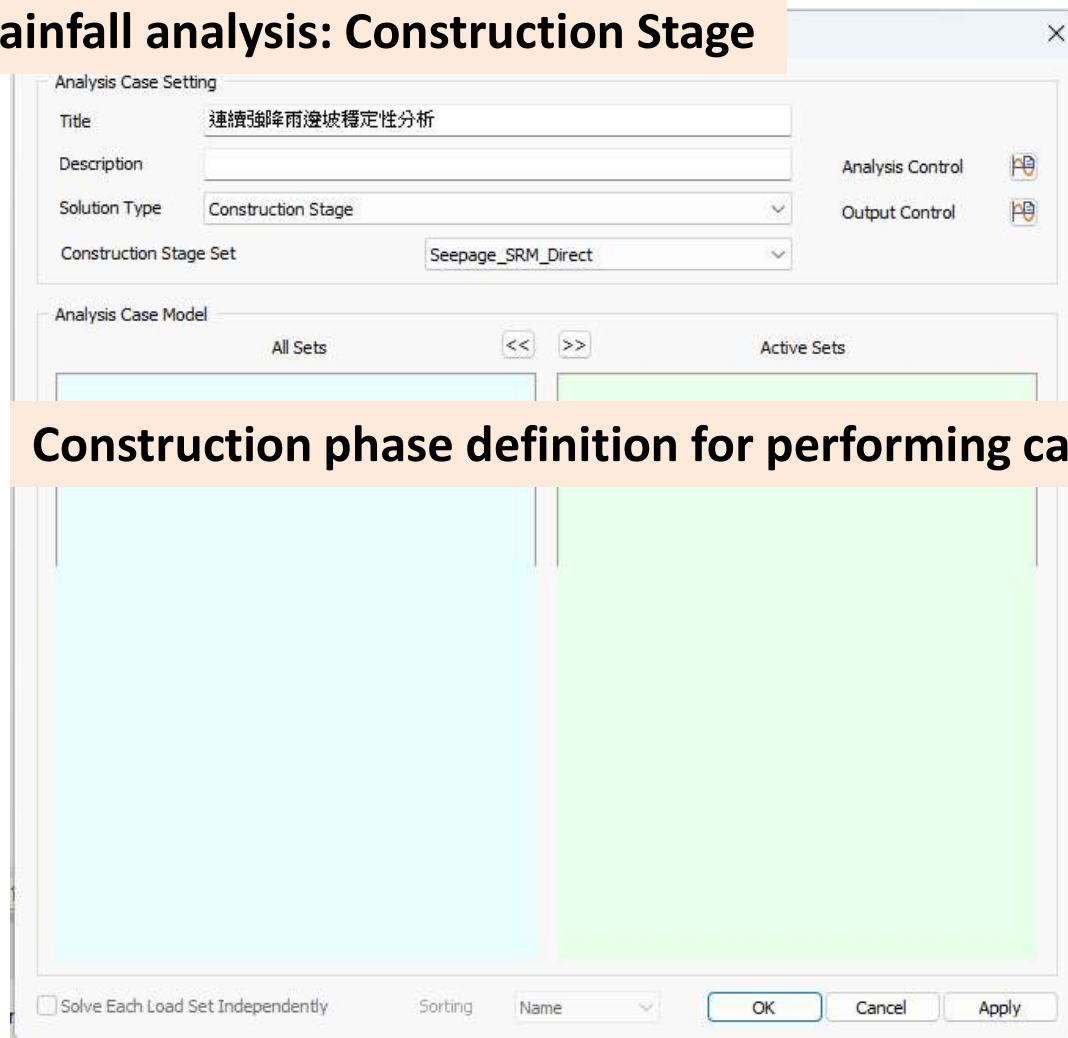 ainfall analysis: Construction Stage
Analysis Case Setting
Title 連續強降雨邊坡穩定性分析
Description
Analysis Control
Solution Type Construction Stage
Output Control
Construction Stage Set Seepage_SRM_Direct
Analysis Case Model
All Sets << >> Active Sets
Construction phase definition for performing ca
Solve Each Load Set Independently Sorting Name OK Cancel Apply